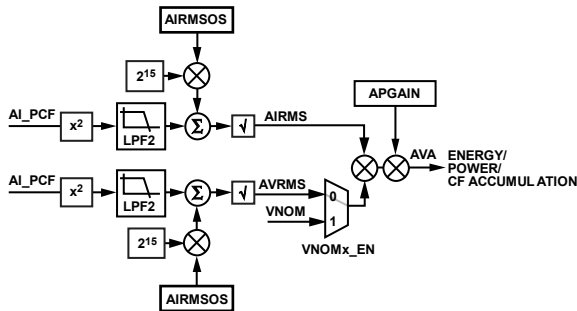 AIRMSOS
2¹⁵
APGAIN
AI_PCF
x²
LPF2
Σ
√
AIRMS
AVA
ENERGY/
POWER/
CF ACCUMULATION
AI_PCF
x²
LPF2
Σ
√
AVRMS
0
VNOM
1
2¹⁵
VNOMx_EN
AIRMSOS